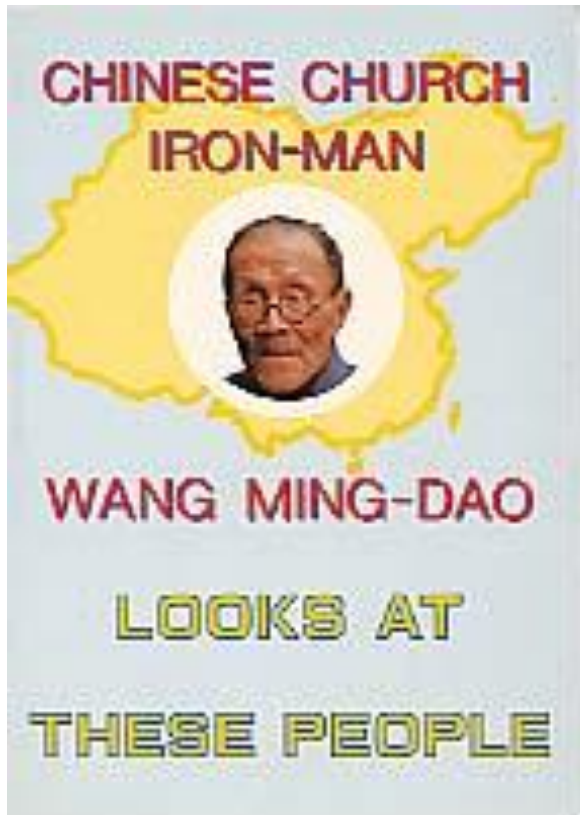 CHINESE CHURCH
IRON-MAN
WANG MING-DAO
LOOKS AT
THESE PEOPLE